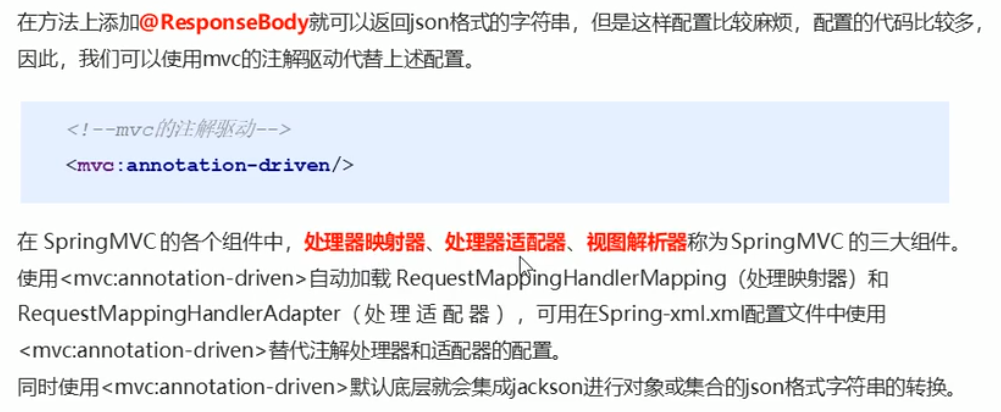 在方法上添加@ResponseBody就可以返回json格式的字符串，但是这样配置比较麻烦，配置的代码比较多，
因此，我们可以使用mvc的注解驱动代替上述配置。
<!--mvc的注解驱动-->
<mvc:annotation-driven/>
在 SpringMVC 的各个组件中，处理器映射器、处理器适配器、视图解析器称为SpringMVC 的三大组件。
使用<mvc:annotation-driven>自动加载 RequestMappingHandlerMapping（处理映射器）和
RequestMappingHandlerAdapter（ 处 理 适 配 器 ），可用在Spring-xml.xml配置文件中使用
<mvc:annotation-driven>替代注解处理器和适配器的配置。
同时使用<mvc:annotation-driven>默认底层就会集成jackson进行对象或集合的json格式字符串的转换。